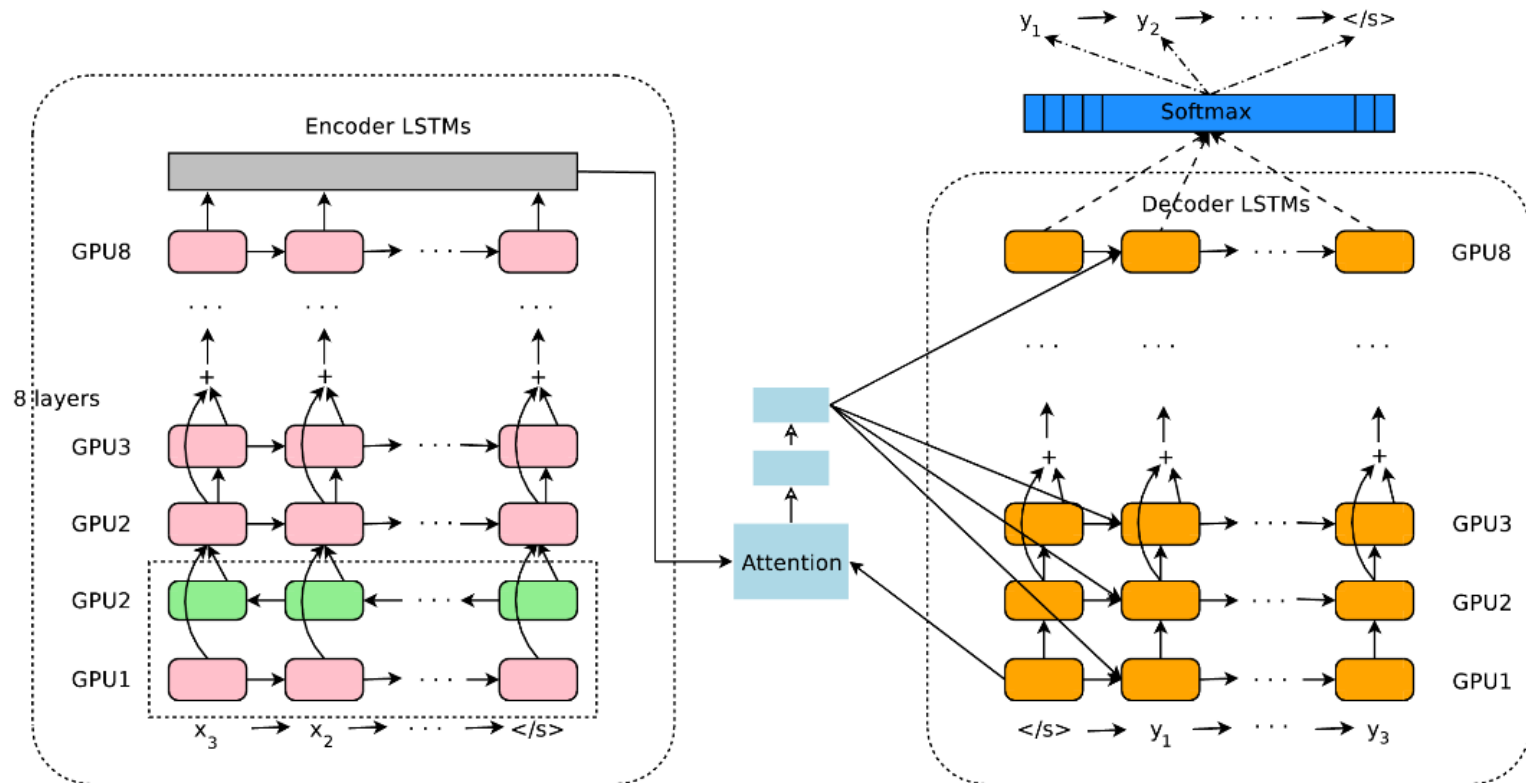 y1 → y2 → ··· → </s>
Softmax
Encoder LSTMs
Decoder LSTMs
GPU8
···
···
···
GPU8
···
···
···
···
···
+
+
+
8 layers
GPU3
···
+
+
+
GPU2
···
GPU3
···
Attention
GPU2
···
GPU2
···
GPU1
···
GPU1
···
x3 → x2 → ··· → </s>
</s> → y1 → ··· → y3